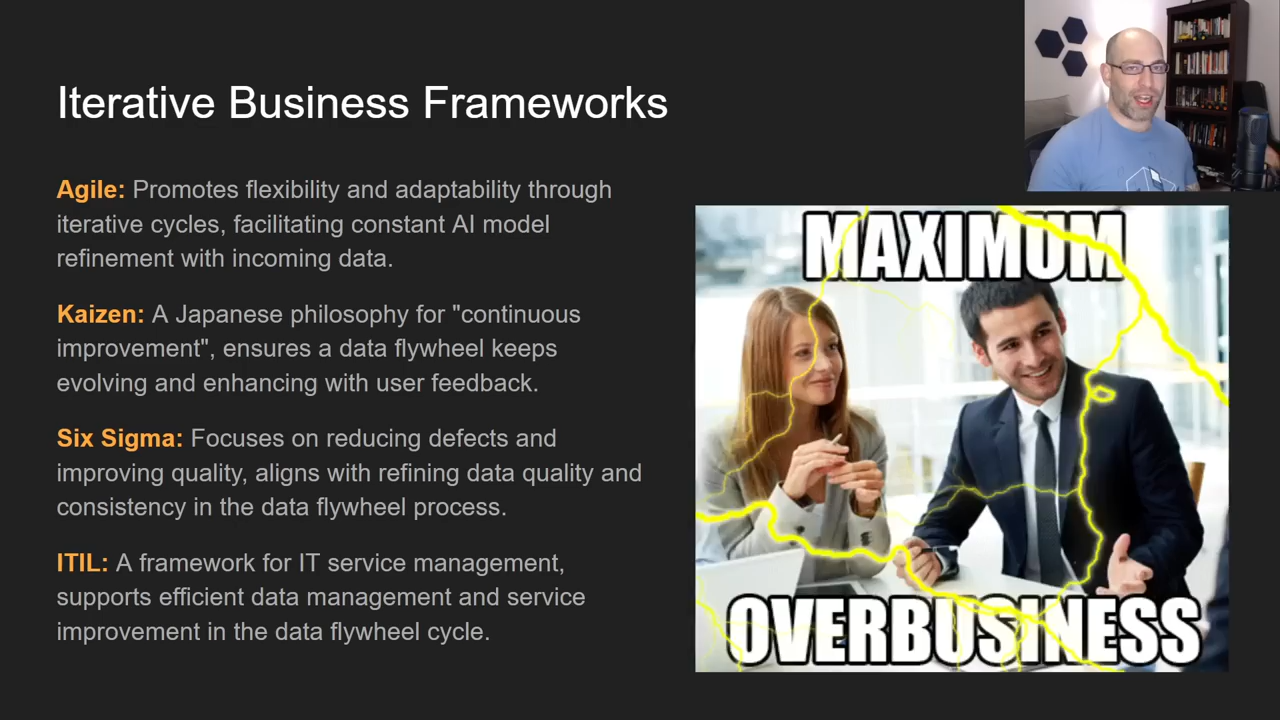 Iterative Business Frameworks
Agile: Promotes flexibility and adaptability through
iterative cycles, facilitating constant AI model
refinement with incoming data.
Kaizen: A Japanese philosophy for "continuous
improvement", ensures a data flywheel keeps
evolving and enhancing with user feedback.
Six Sigma: Focuses on reducing defects and
improving quality, aligns with refining data quality and
consistency in the data flywheel process.
ITIL: A framework for IT service management,
supports efficient data management and service
improvement in the data flywheel cycle.
MAXIMUM
OVERBUSINESS